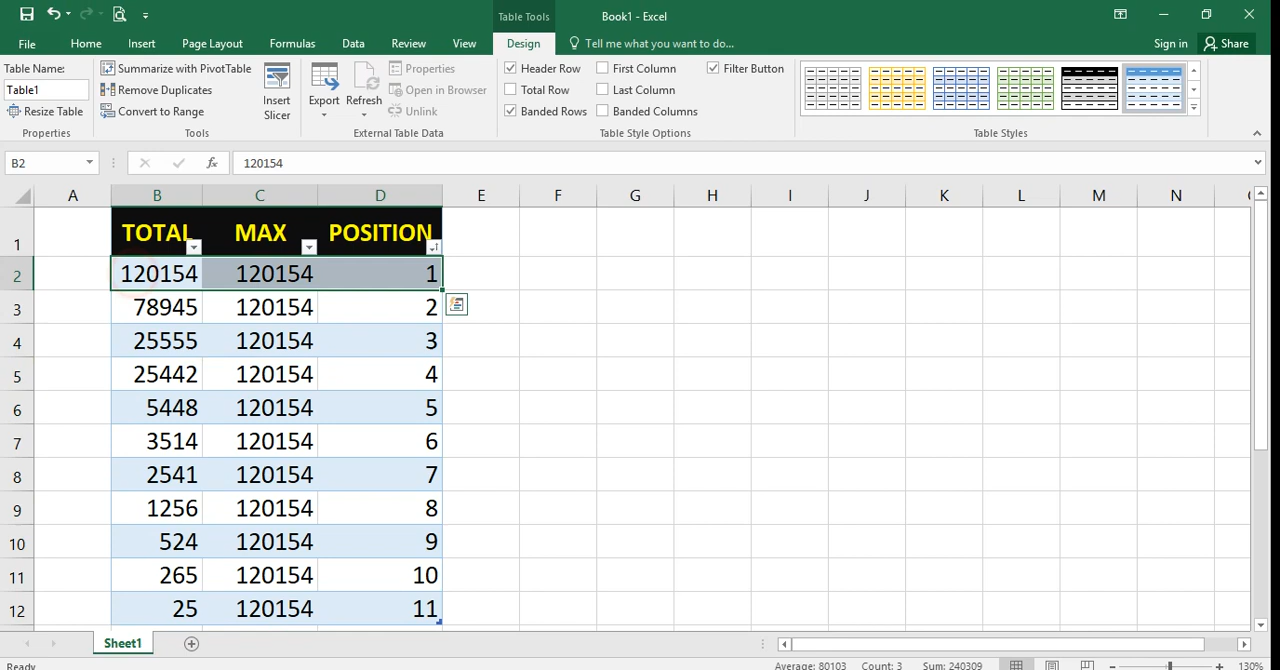 Table Tools
Book1 - Excel
File Home Insert Page Layout Formulas Data Review View Design Tell me what you want to do... Sign in Share
Table Name:
Table1
Resize Table
Properties
Summarize with PivotTable
Remove Duplicates
Convert to Range
Tools
Insert Slicer
Export Refresh
Properties
Open in Browser
Unlink
External Table Data
Header Row First Column Filter Button
Total Row Last Column
Banded Rows Banded Columns
Table Style Options
Table Styles
B2 fx 120154
A B C D E F G H I J K L M N
1 TOTAL MAX POSITION
2 120154 120154 1
3 78945 120154 2
4 25555 120154 3
5 25442 120154 4
6 5448 120154 5
7 3514 120154 6
8 2541 120154 7
9 1256 120154 8
10 524 120154 9
11 265 120154 10
12 25 120154 11
Sheet1
Ready Average: 80103 Count: 3 Sum: 240309 130%